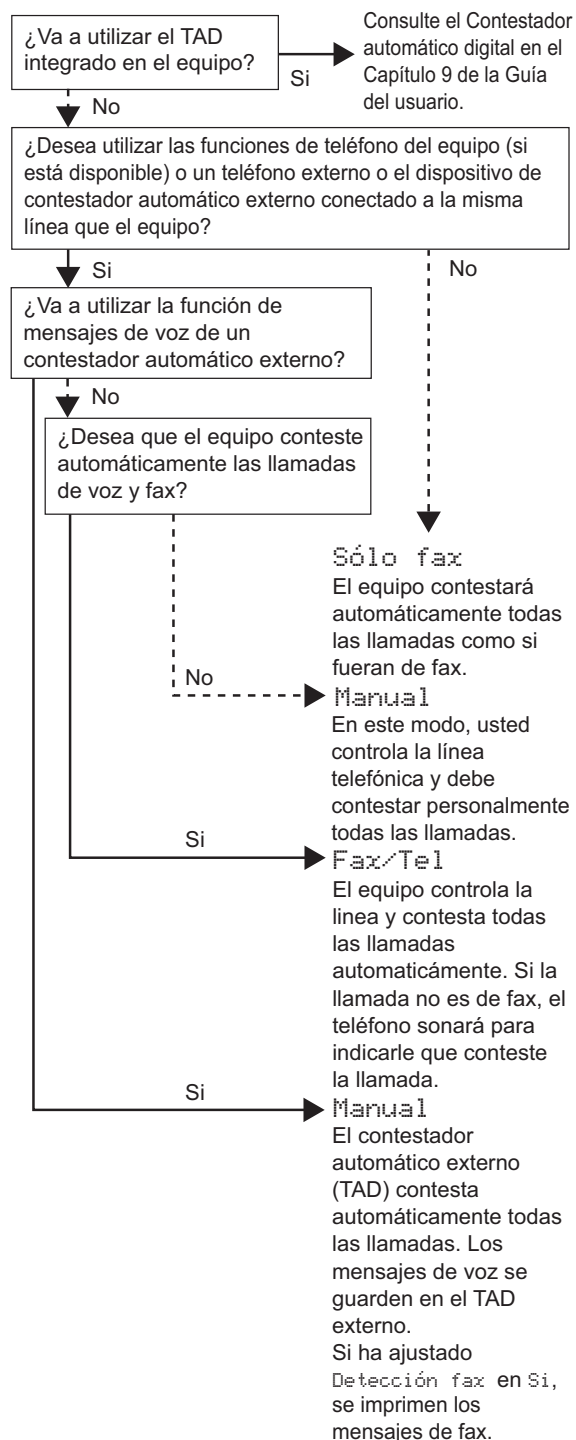 ¿Va a utilizar el TAD
integrado en el equipo?
Si
Consulte el Contestador
automático digital en el
Capítulo 9 de la Guía
del usuario.
No
¿Desea utilizar las funciones de teléfono del equipo (si
está disponible) o un teléfono externo o el dispositivo de
contestador automático externo conectado a la misma
línea que el equipo?
Si
No
¿Va a utilizar la función de
mensajes de voz de un
contestador automático externo?
No
¿Desea que el equipo conteste
automáticamente las llamadas
de voz y fax?
Sólo fax
El equipo contestará
automáticamente todas
las llamadas como si
fueran de fax.
No
Manual
En este modo, usted
controla la línea
telefónica y debe
contestar personalmente
todas las llamadas.
Si
Fax/Tel
El equipo controla la
linea y contesta todas
las llamadas
automaticámente. Si la
llamada no es de fax, el
teléfono sonará para
indicarle que conteste
la llamada.
Si
Manual
El contestador
automático externo
(TAD) contesta
automáticamente todas
las llamadas. Los
mensajes de voz se
guarden en el TAD
externo.
Si ha ajustado
Detección fax en Si,
se imprimen los
mensajes de fax.